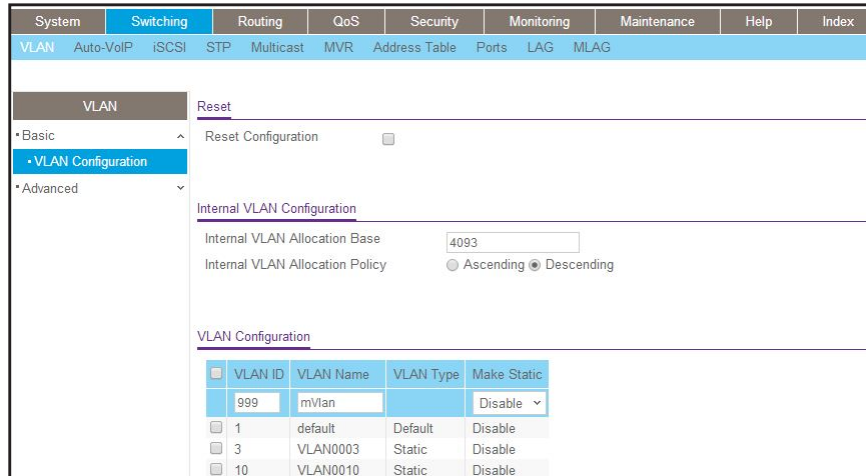 System Switching Routing QoS Security Monitoring Maintenance Help Index
VLAN Auto-VoIP iSCSI STP Multicast MVR Address Table Ports LAG MLAG
VLAN
Basic
VLAN Configuration
Advanced
Reset
Reset Configuration
Internal VLAN Configuration
Internal VLAN Allocation Base 4093
Internal VLAN Allocation Policy Ascending Descending
VLAN Configuration
VLAN ID VLAN Name VLAN Type Make Static
999 mVlan Disable
1 default Default Disable
3 VLAN0003 Static Disable
10 VLAN0010 Static Disable